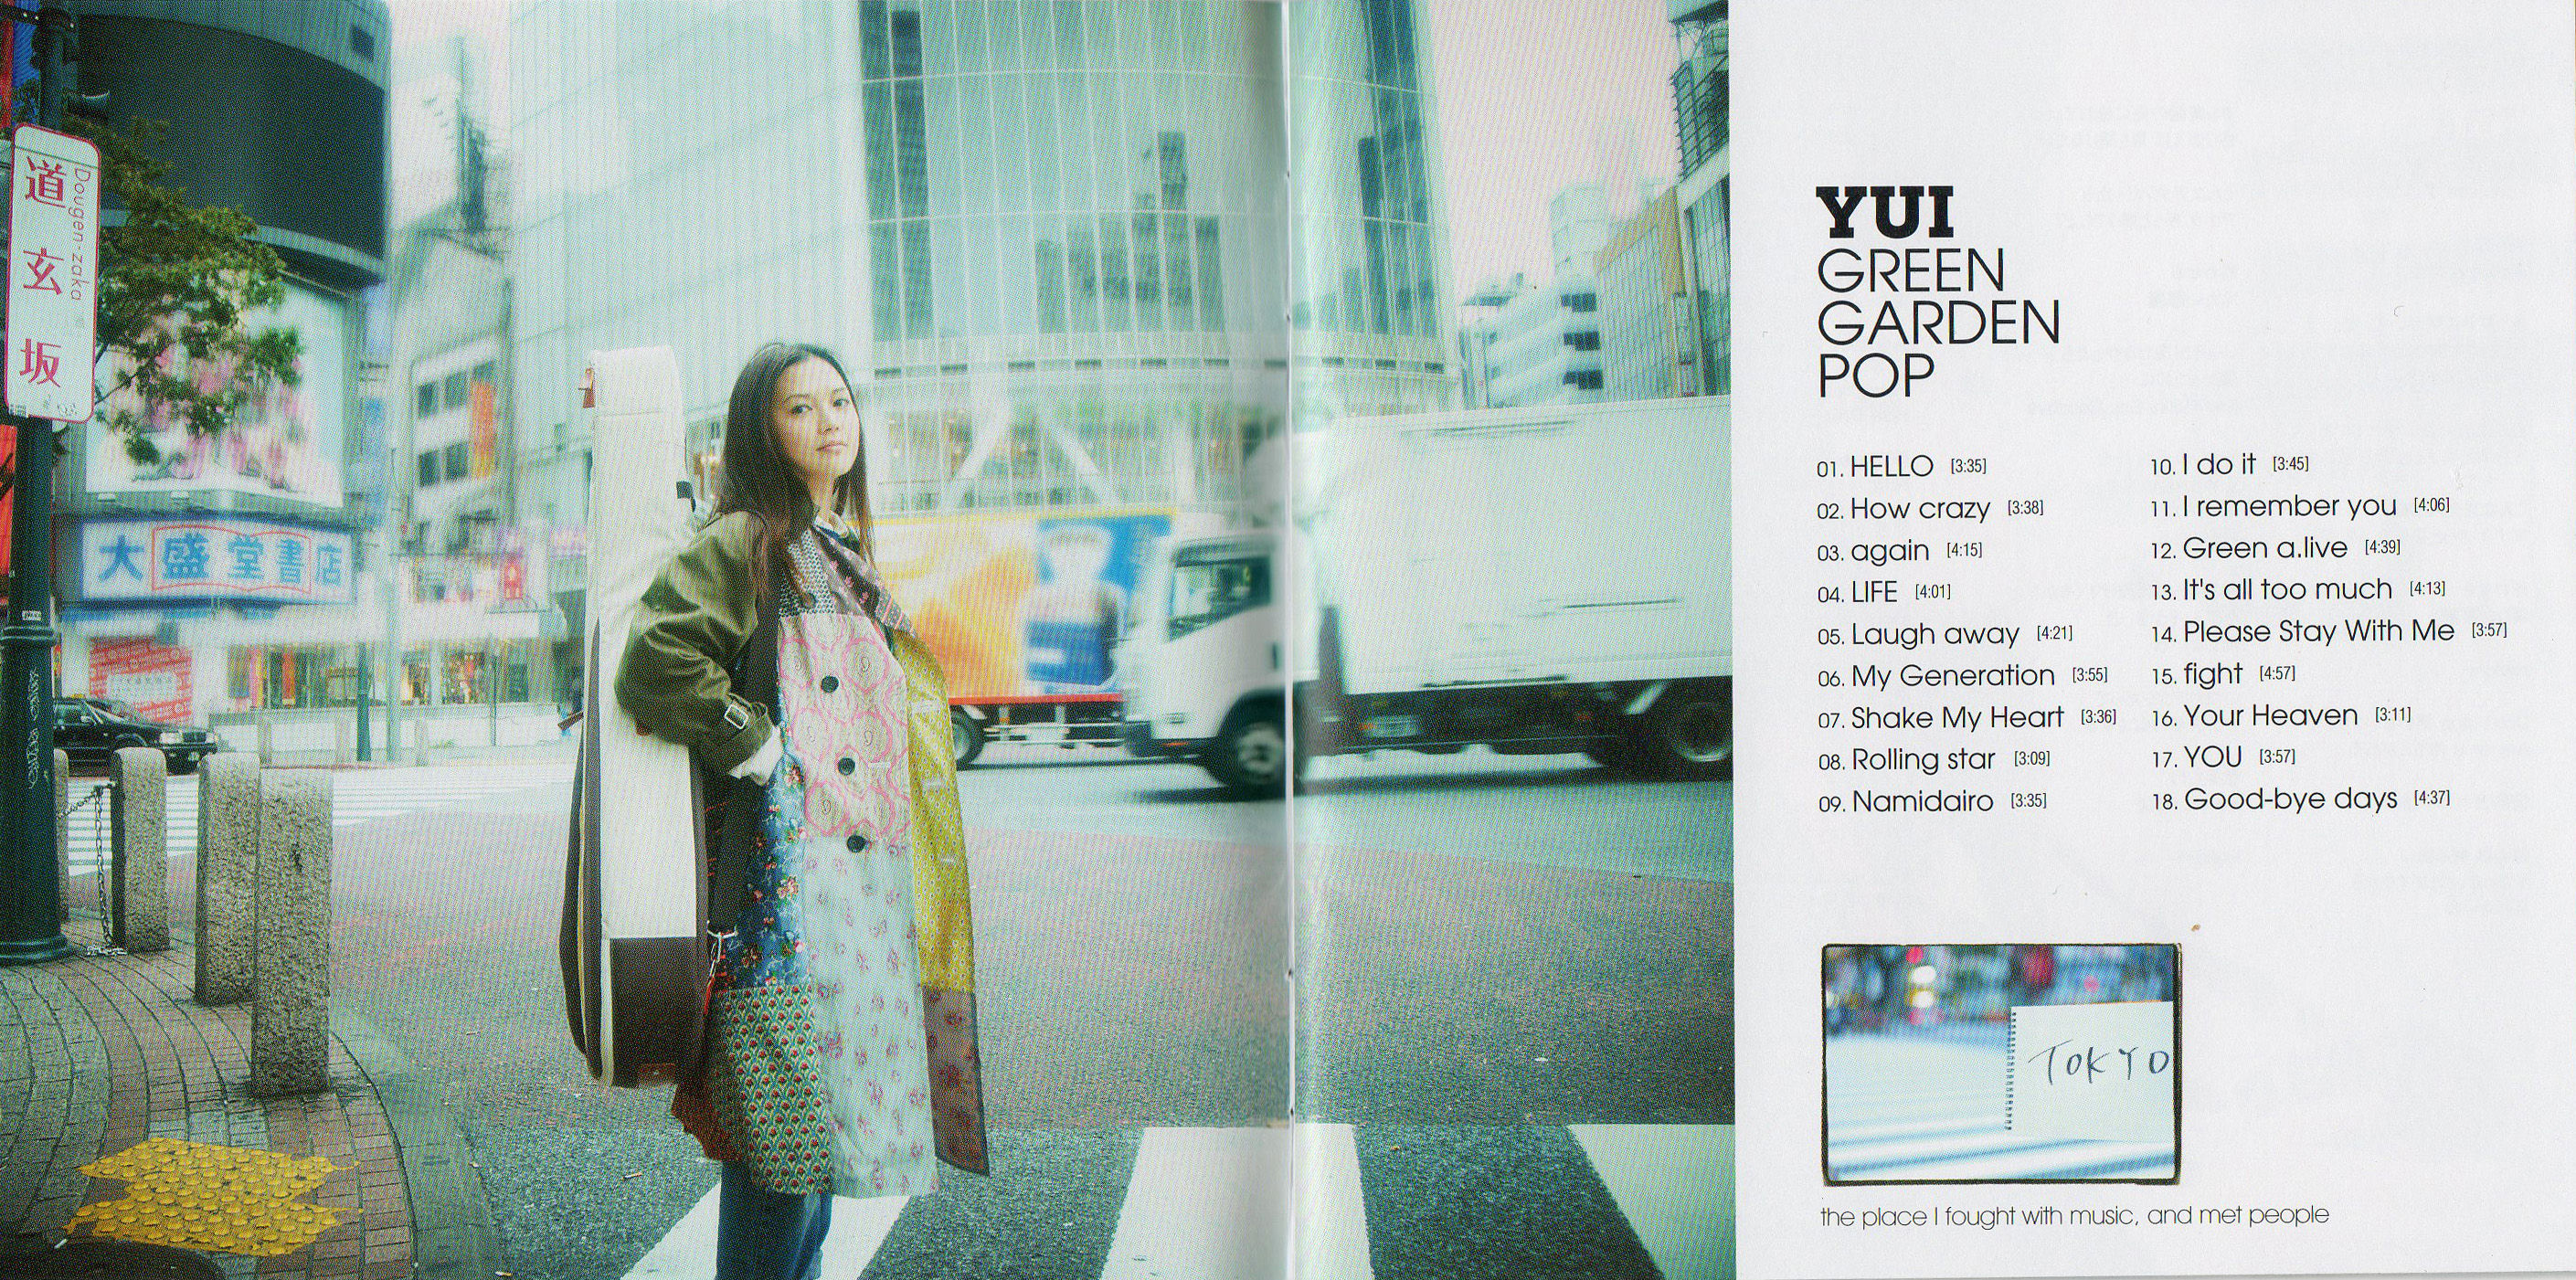 道玄坂
Dougen-zaka
大盛堂書店
YUI
GREEN
GARDEN
POP
01. HELLO [3:35]
02. How crazy [3:38]
03. again [4:15]
04. LIFE [4:01]
05. Laugh away [4:21]
06. My Generation [3:55]
07. Shake My Heart [3:36]
08. Rolling star [3:09]
09. Namidairo [3:35]
10. I do it [3:45]
11. I remember you [4:06]
12. Green a.live [4:39]
13. It's all too much [4:13]
14. Please Stay With Me [3:57]
15. fight [4:57]
16. Your Heaven [3:11]
17. YOU [3:57]
18. Good-bye days [4:37]
TOKYO
the place I fought with music, and met people